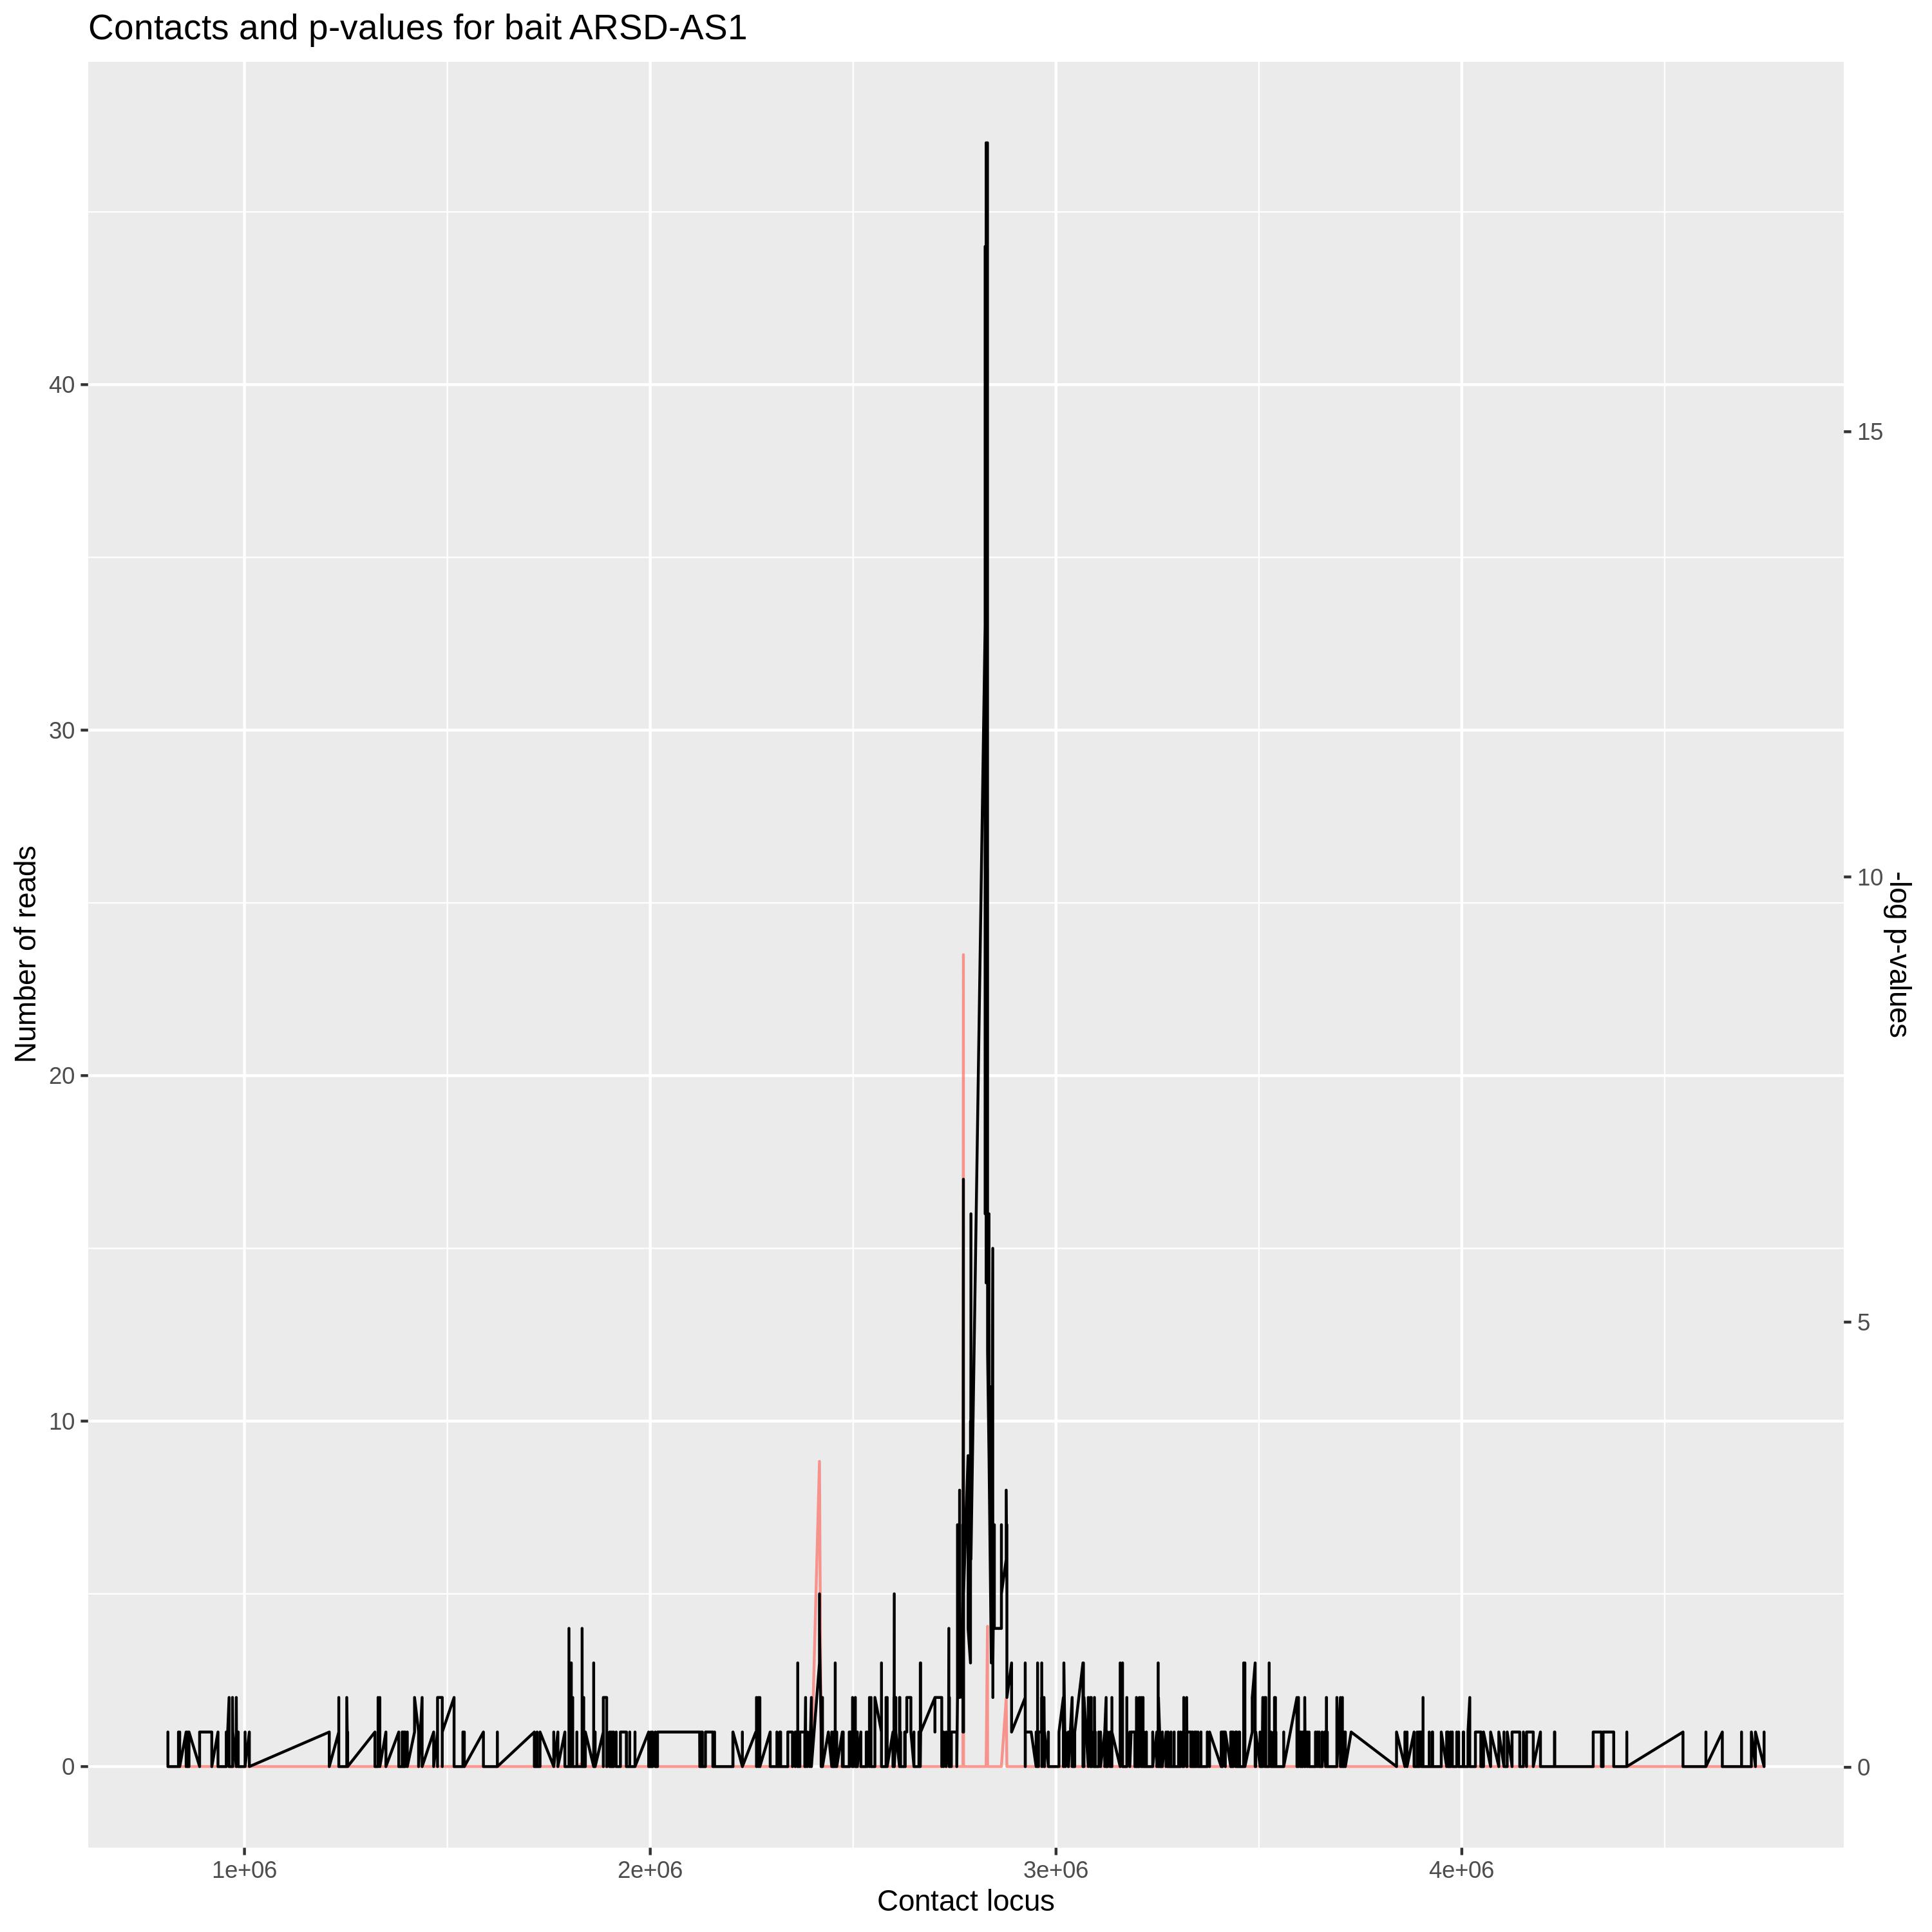 Contacts and p-values for bait ARSD-AS1
40
30
20
10
0
Number of reads
15
10
5
0
-log p-values
1e+06
2e+06
3e+06
4e+06
Contact locus